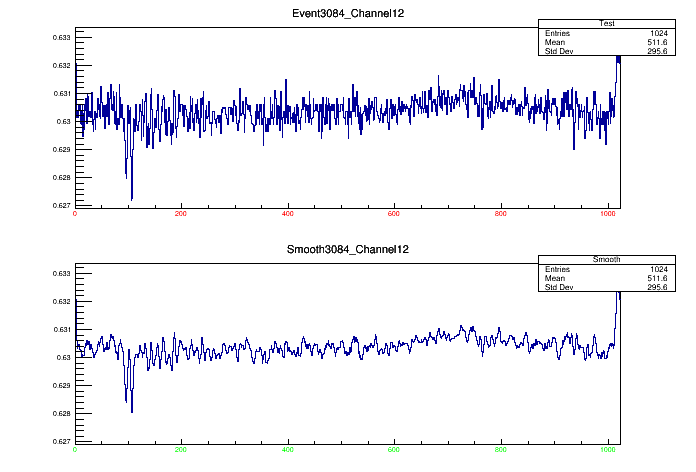 Event3084_Channel12
Test
Entries 1024
Mean 511.6
Std Dev 295.6
0.633
0.632
0.631
0.63
0.629
0.628
0.627
0 200 400 600 800 1000
Smooth3084_Channel12
Smooth
Entries 1024
Mean 511.6
Std Dev 295.6
0.633
0.632
0.631
0.63
0.629
0.628
0.627
0 200 400 600 800 1000